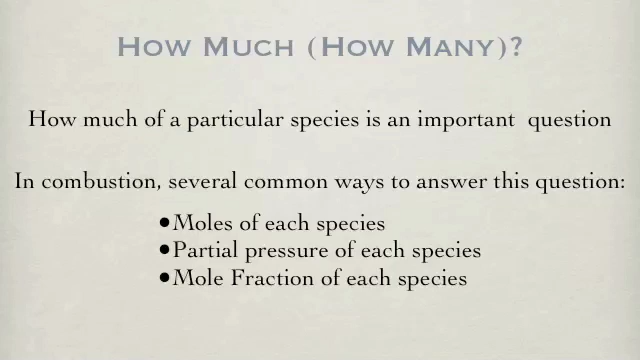 How Much (How Many)?
How much of a particular species is an important question
In combustion, several common ways to answer this question:
•Moles of each species
•Partial pressure of each species
•Mole Fraction of each species